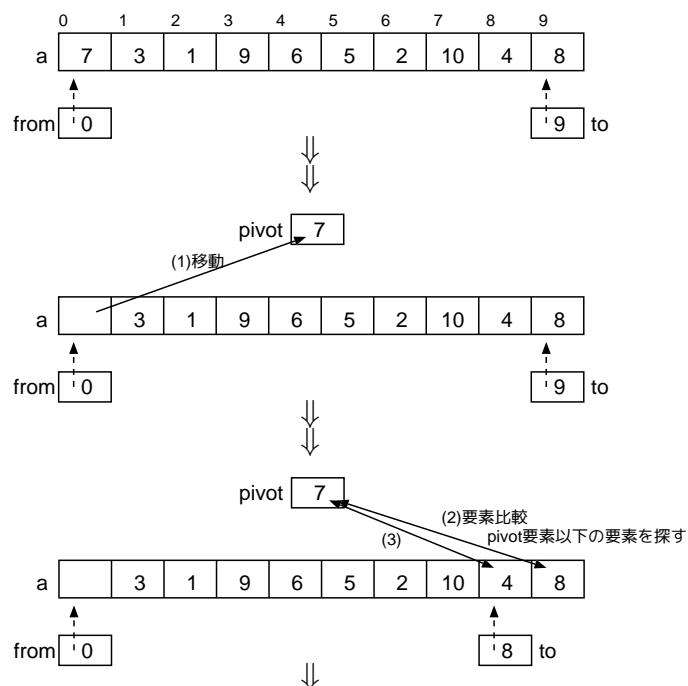 0 1 2 3 4 5 6 7 8 9
a 7 3 1 9 6 5 2 10 4 8
from 0 9 to
pivot 7
(1)移動
a 3 1 9 6 5 2 10 4 8
from 0 9 to
pivot 7
(2)要素比較
pivot要素以下の要素を探す
(3)
a 3 1 9 6 5 2 10 4 8
from 0 8 to